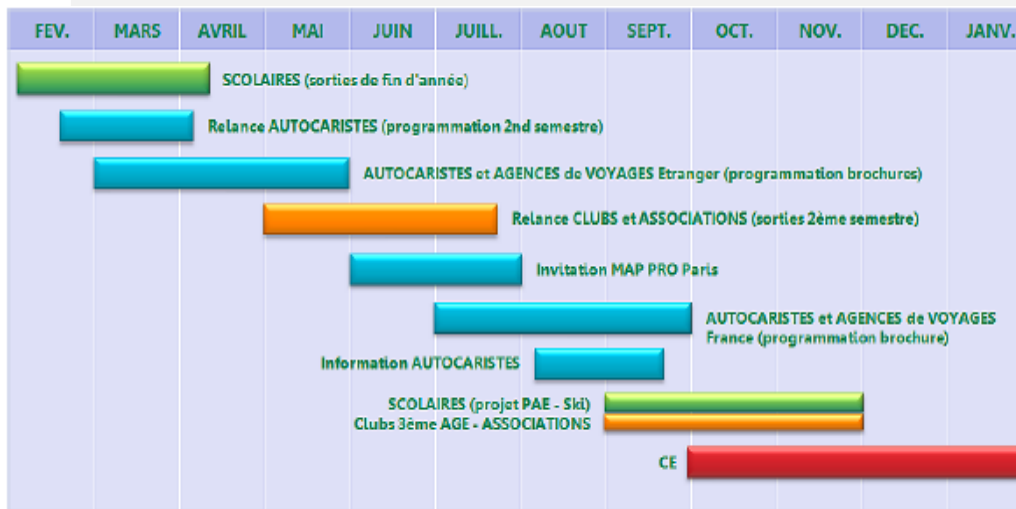 FEV. MARS AVRIL MAI JUIN JUILL. AOUT SEPT. OCT. NOV. DEC. JANV.
SCOLAIRES (sorties de fin d'année)
Relance AUTOCARISTES (programmation 2nd semestre)
AUTOCARISTES et AGENCES de VOYAGES Etranger (programmation brochures)
Relance CLUBS et ASSOCIATIONS (sorties 2ème semestre)
Invitation MAP PRO Paris
AUTOCARISTES et AGENCES de VOYAGES
France (programmation brochure)
Information AUTOCARISTES
SCOLAIRES (projet PAE - Ski)
Clubs 3ème AGE - ASSOCIATIONS
CE